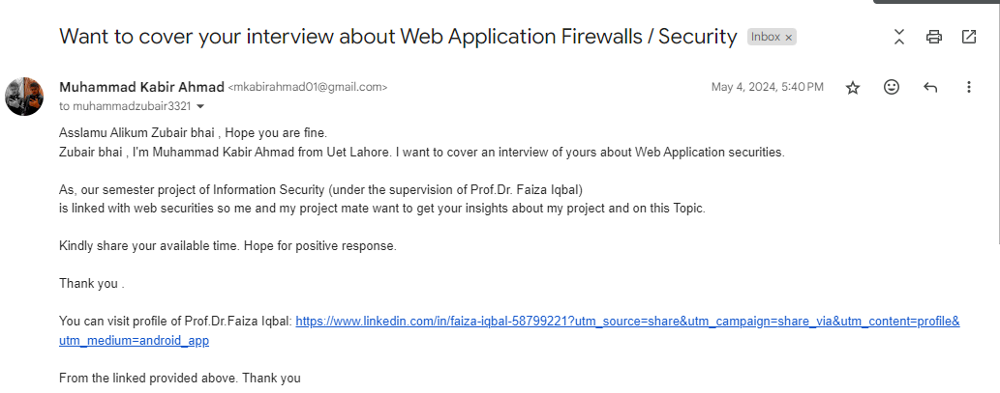 Want to cover your interview about Web Application Firewalls / Security Inbox ×
Muhammad Kabir Ahmad <mkabirahmad01@gmail.com> May 4, 2024, 5:40 PM
to muhammadzubair3321
Asslamu Alikum Zubair bhai , Hope you are fine.
Zubair bhai , I'm Muhammad Kabir Ahmad from Uet Lahore. I want to cover an interview of yours about Web Application securities.
As, our semester project of Information Security (under the supervision of Prof.Dr. Faiza Iqbal)
is linked with web securities so me and my project mate want to get your insights about my project and on this Topic.
Kindly share your available time. Hope for positive response.
Thank you .
You can visit profile of Prof.Dr.Faiza Iqbal: https://www.linkedin.com/in/faiza-iqbal-58799221?utm_source=share&utm_campaign=share_via&utm_content=profile&
utm_medium=android_app
From the linked provided above. Thank you